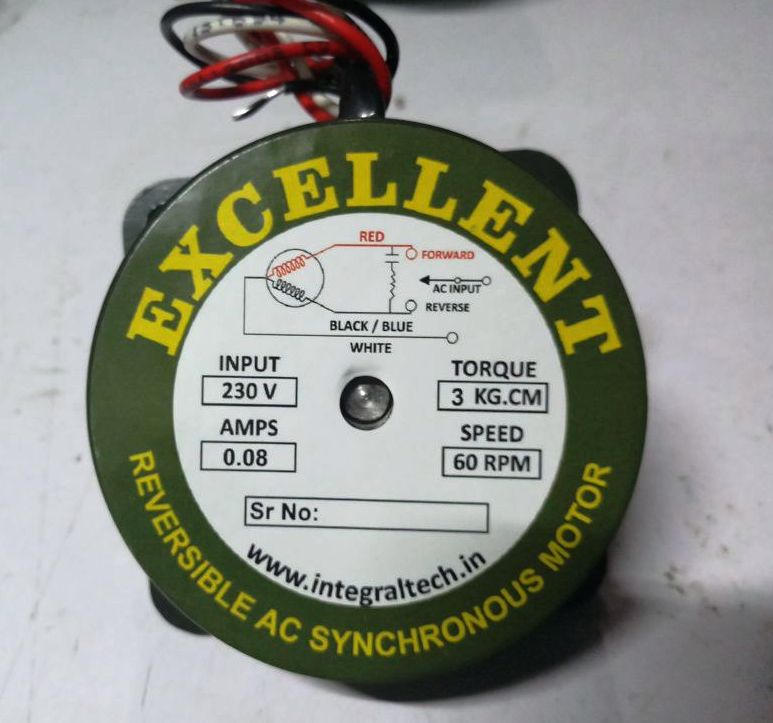 EXCELLENT
RED
FORWARD
AC INPUT
REVERSE
BLACK / BLUE
WHITE
INPUT
230 V
TORQUE
3 KG.CM
AMPS
0.08
SPEED
60 RPM
Sr No:
www.integraltech.in
REVERSIBLE AC SYNCHRONOUS MOTOR